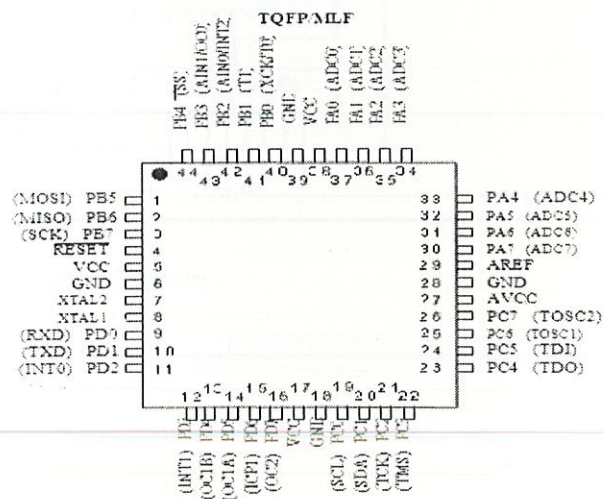 TQFP/MLF
PB4 (SS)
PB3 (AIN1/OC0)
PB2 (AIN0/INT2)
PB1 (T1)
PB0 (XCK/T0)
GND
VCC
PA0 (ADC0)
PA1 (ADC1)
PA2 (ADC2)
PA3 (ADC3)
44 43 42 41 40 39 38 37 36 35 34
(MOSI) PB5 1
(MISO) PB6 2
(SCK) PB7 3
RESET 4
VCC 5
GND 6
XTAL2 7
XTAL1 8
(RXD) PD0 9
(TXD) PD1 10
(INT0) PD2 11
33 PA4 (ADC4)
32 PA5 (ADC5)
31 PA6 (ADC6)
30 PA7 (ADC7)
29 AREF
28 GND
27 AVCC
26 PC7 (TOSC2)
25 PC6 (TOSC1)
24 PC5 (TDI)
23 PC4 (TDO)
12 13 14 15 16 17 18 19 20 21 22
(INT1) PD3
(OC1B) PD4
(OC1A) PD5
(ICP1) PD6
(OC2) PD7
VCC
GND
(SCL) PC0
(SDA) PC1
(TCK) PC2
(TMS) PC3